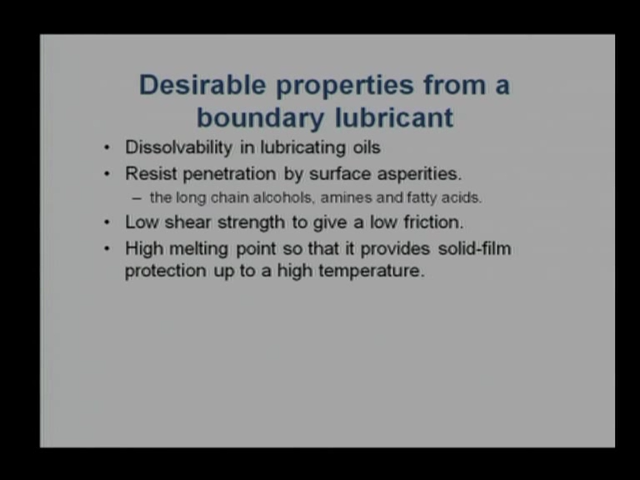 Desirable properties from a
boundary lubricant
• Dissolvability in lubricating oils
• Resist penetration by surface asperities.
– the long chain alcohols, amines and fatty acids.
• Low shear strength to give a low friction.
• High melting point so that it provides solid-film
protection up to a high temperature.